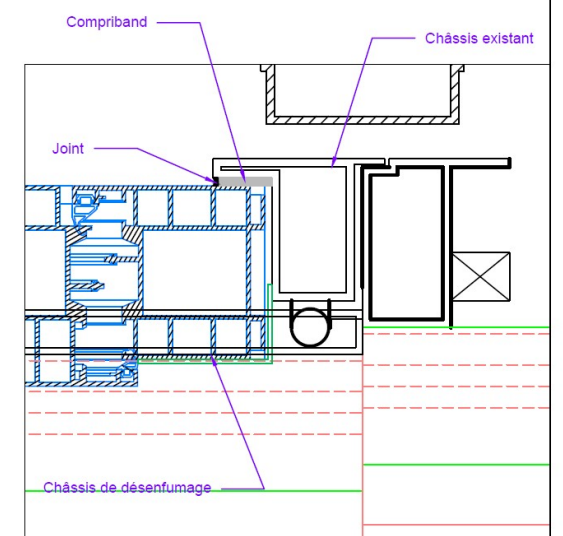 Compriband
Châssis existant
Joint
Châssis de désenfumage